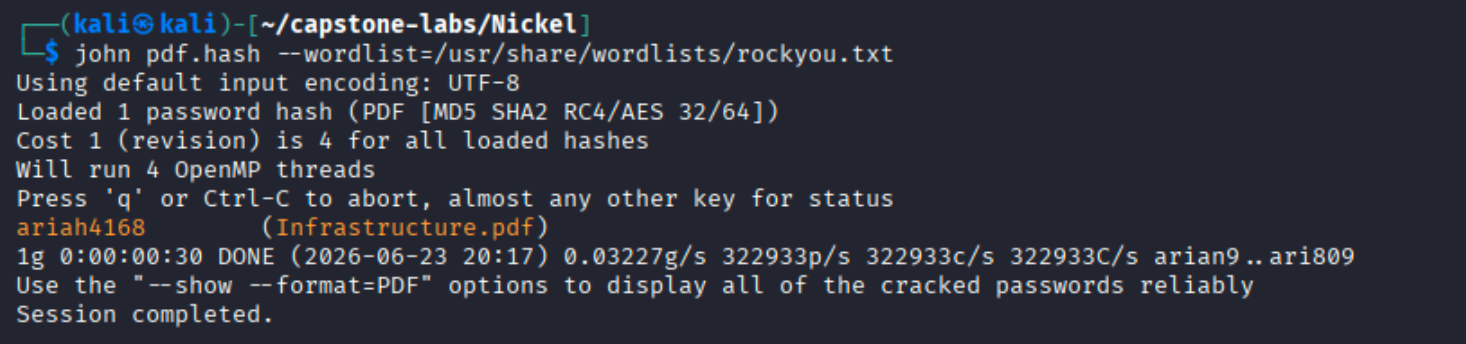 ┌──(kali㉿kali)-[~/capstone-labs/Nickel]
└─$ john pdf.hash --wordlist=/usr/share/wordlists/rockyou.txt
Using default input encoding: UTF-8
Loaded 1 password hash (PDF [MD5 SHA2 RC4/AES 32/64])
Cost 1 (revision) is 4 for all loaded hashes
Will run 4 OpenMP threads
Press 'q' or Ctrl-C to abort, almost any other key for status
ariah4168        (Infrastructure.pdf)
1g 0:00:00:30 DONE (2026-06-23 20:17) 0.03227g/s 322933p/s 322933c/s 322933C/s arian9..ari809
Use the "--show --format=PDF" options to display all of the cracked passwords reliably
Session completed.